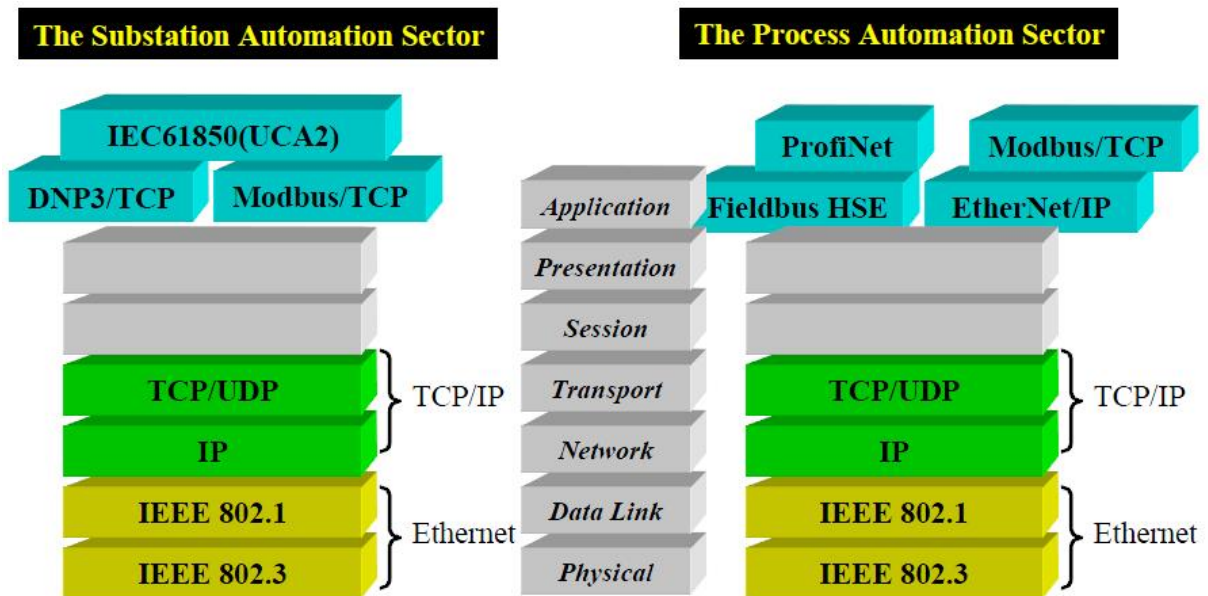 The Substation Automation Sector
The Process Automation Sector
IEC61850(UCA2)
DNP3/TCP
Modbus/TCP
TCP/UDP
IP
TCP/IP
IEEE 802.1
IEEE 802.3
Ethernet
Application
Presentation
Session
Transport
Network
Data Link
Physical
ProfiNet
Modbus/TCP
Fieldbus HSE
EtherNet/IP
TCP/UDP
IP
TCP/IP
IEEE 802.1
IEEE 802.3
Ethernet